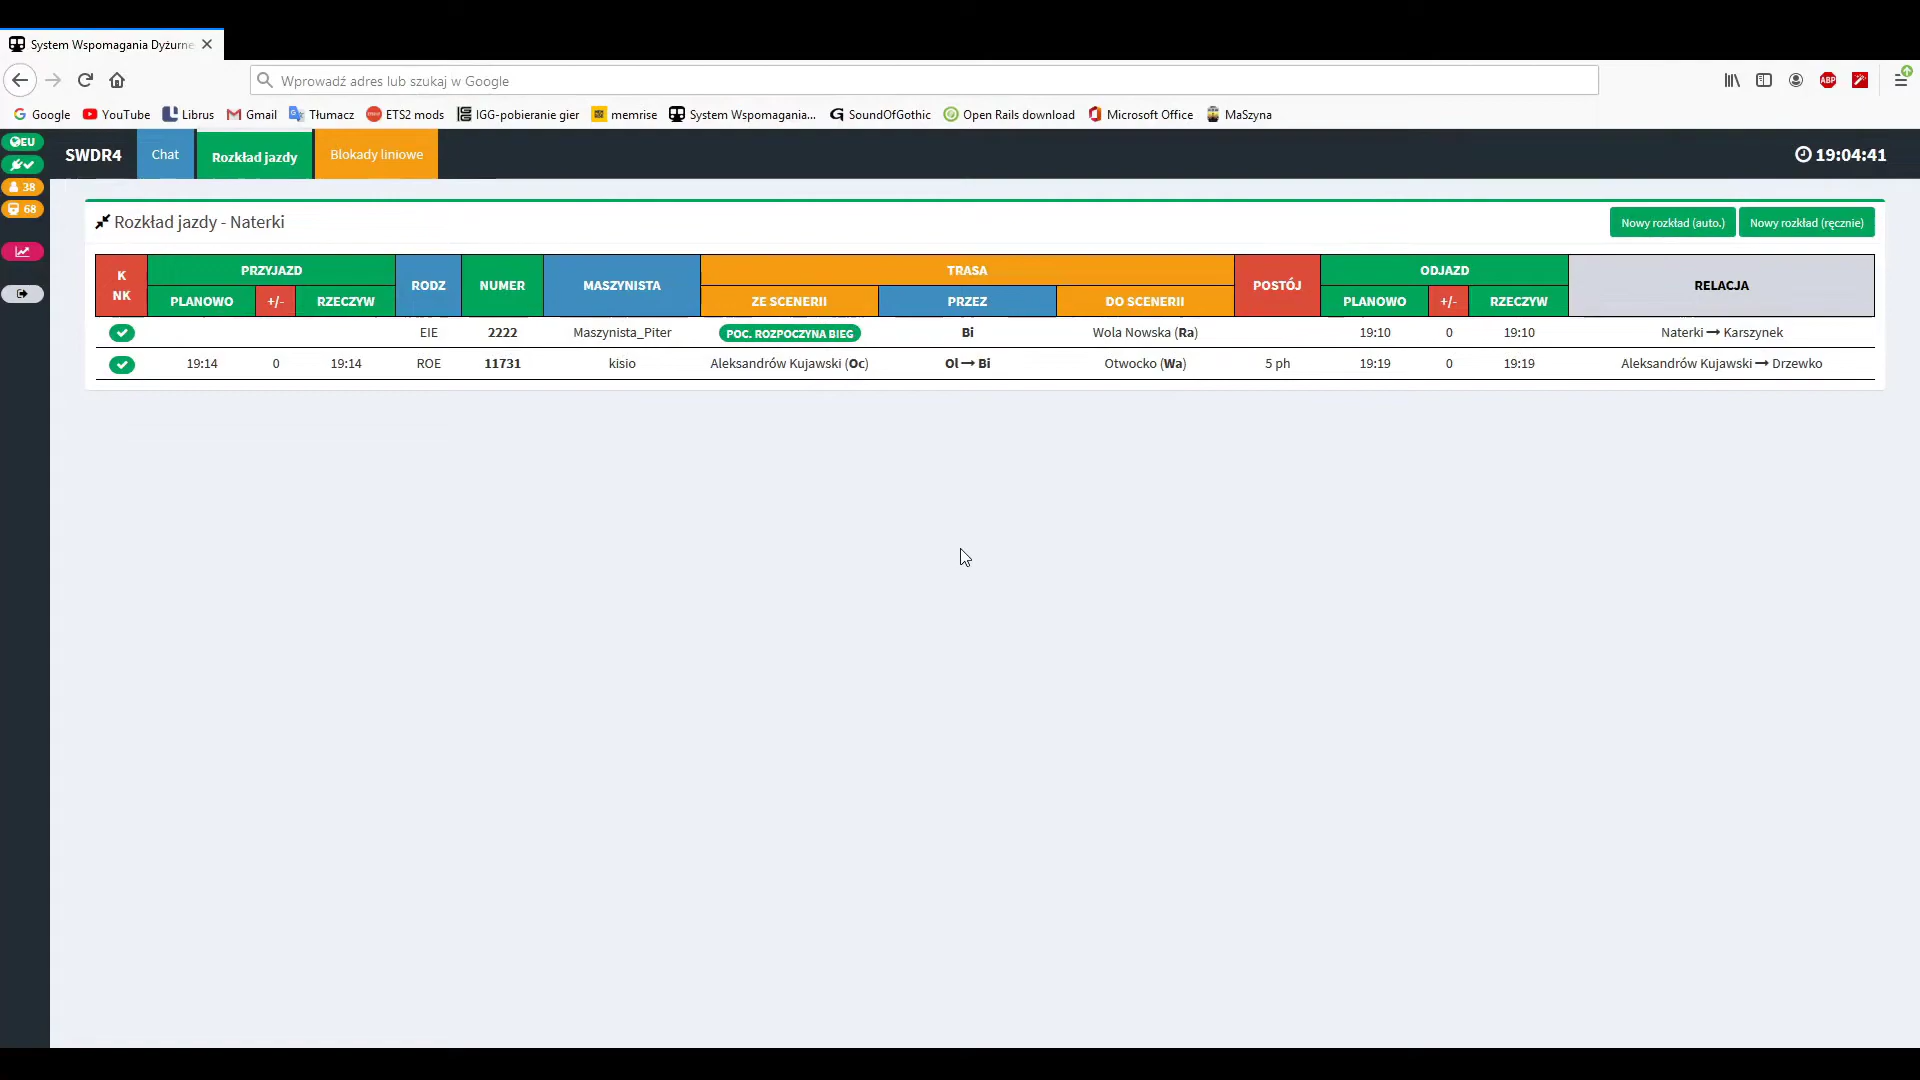 System Wspomagania Dyżurne
Wprowadź adres lub szukaj w Google
Google YouTube Librus Gmail Tłumacz ETS2 mods IGG-pobieranie gier memrise System Wspomagania... SoundOfGothic Open Rails download Microsoft Office MaSzyna
EU
38
68
SWDR4 Chat Rozkład jazdy Blokady liniowe 19:04:41
Rozkład jazdy - Naterki Nowy rozkład (auto.) Nowy rozkład (ręcznie)
K NK PRZYJAZD RODZ NUMER MASZYNISTA TRASA POSTÓJ ODJAZD RELACJA
PLANOWO +/- RZECZYW ZE SCENERII PRZEZ DO SCENERII PLANOWO +/- RZECZYW
EIE 2222 Maszynista_Piter POC. ROZPOCZYNA BIEG Bi Wola Nowska (Ra) 19:10 0 19:10 Naterki → Karszynek
19:14 0 19:14 ROE 11731 kisio Aleksandrów Kujawski (Oc) Ol → Bi Otwocko (Wa) 5 ph 19:19 0 19:19 Aleksandrów Kujawski → Drzewko